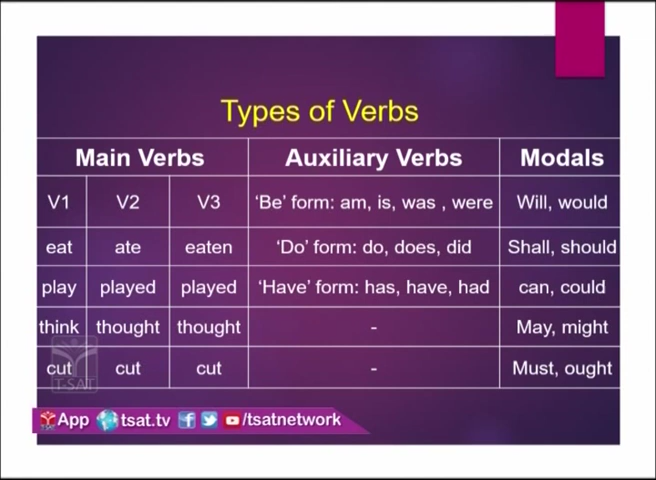 Types of Verbs
Main Verbs Auxiliary Verbs Modals
V1 V2 V3 'Be' form: am, is, was , were Will, would
eat ate eaten 'Do' form: do, does, did Shall, should
play played played 'Have' form: has, have, had can, could
think thought thought - May, might
cut cut cut - Must, ought
T-SAT
App tsat.tv /tsatnetwork